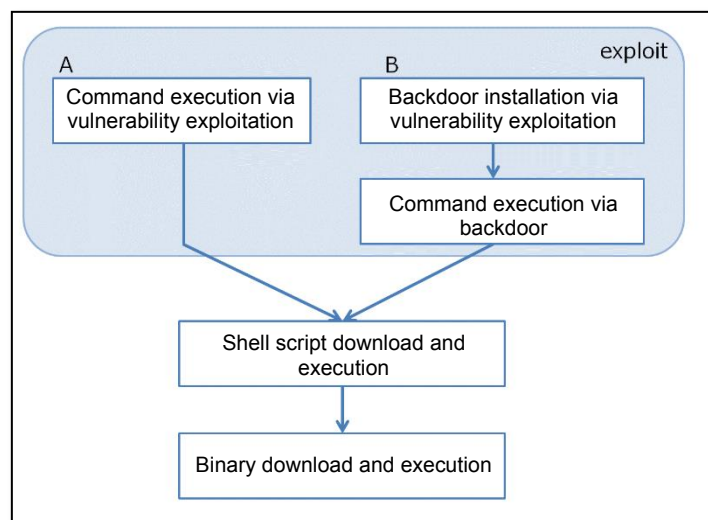 exploit
A
Command execution via
vulnerability exploitation
B
Backdoor installation via
vulnerability exploitation
Command execution via
backdoor
Shell script download and
execution
Binary download and execution